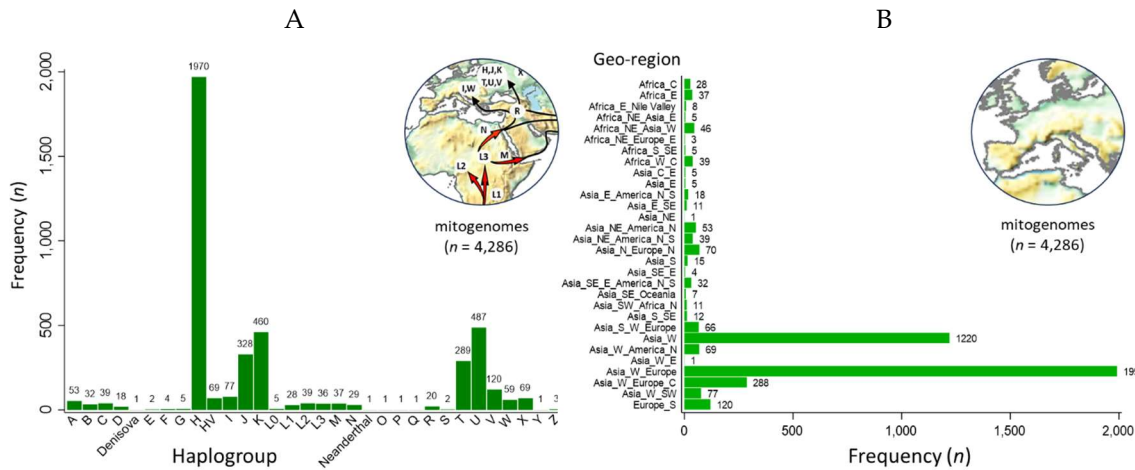 A
B
Frequency (n)
2,000
1,500
1,000
500
0
53
32
39
18
1
2
4
5
1970
69
77
328
460
5
28
39
36
37
29
1
1
1
1
20
2
289
487
120
59
69
1
3
A
B
C
D
Denisova
E
F
G
H
HV
I
J
K
L0
L1
L2
L3
M
N
Neanderthal
O
P
Q
R
S
T
U
V
W
X
Y
Z
Haplogroup
H,J,K
T,U,V
X
I,W
R
N
L3
M
L2
L1
mitogenomes
(n = 4,286)
Geo-region
Africa_C 28
Africa_E 37
Africa_E_Nile Valley 8
Africa_NE_Asia_E 5
Africa_NE_Asia_W 46
Africa_NE_Europe_E 3
Africa_S_SE 5
Africa_W_C 39
Asia_C_E 5
Asia_E 5
Asia_E_America_N_S 18
Asia_E_SE 11
Asia_NE 1
Asia_NE_America_N 53
Asia_NE_America_N_S 39
Asia_N_Europe_N 70
Asia_S 15
Asia_SE_E 4
Asia_SE_E_America_N_S 32
Asia_SE_Oceania 7
Asia_SW_Africa_N 11
Asia_S_SE 12
Asia_S_W_Europe 66
Asia_W 1220
Asia_W_America_N 69
Asia_W_E 1
Asia_W_Europe 199
Asia_W_Europe_C 288
Asia_W_SW 77
Europe_S 120
0
500
1,000
1,500
2,000
Frequency (n)
mitogenomes
(n = 4,286)